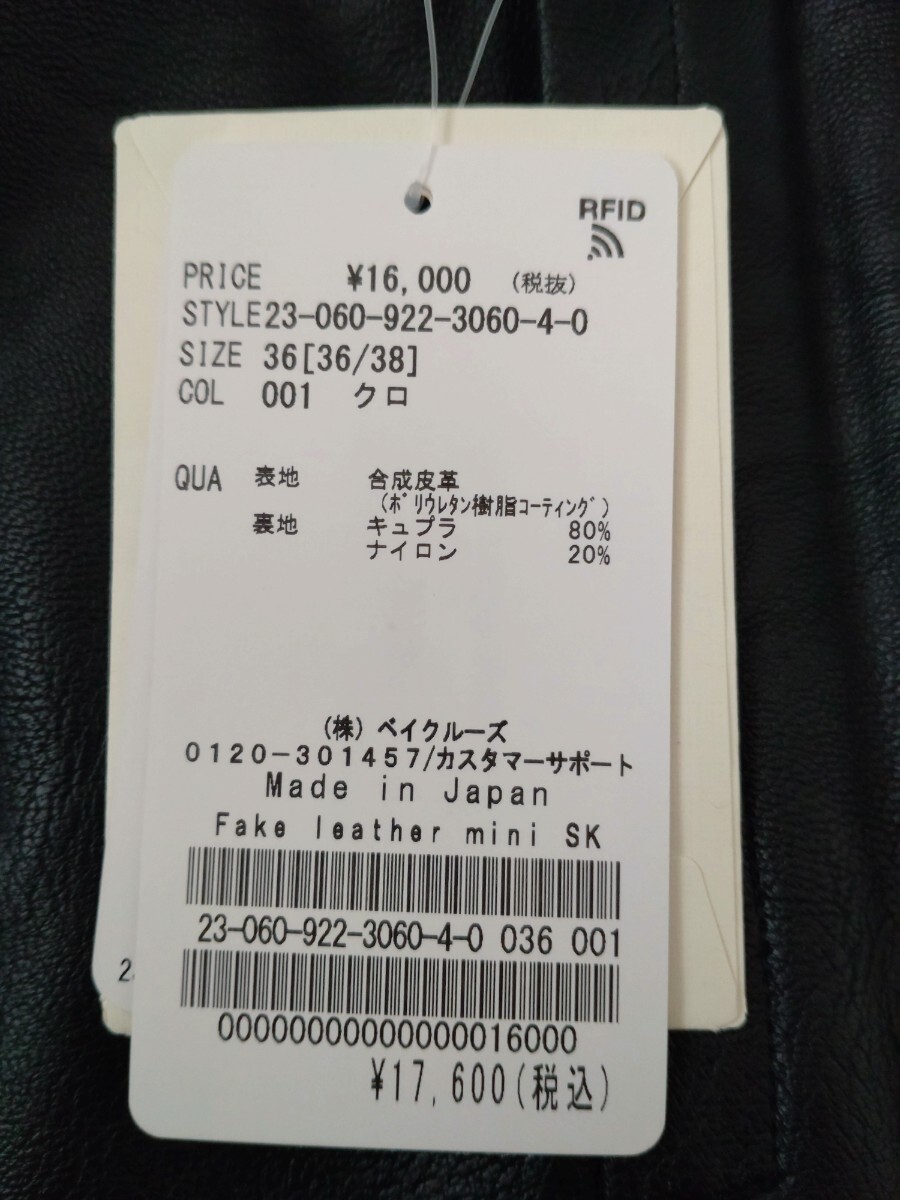 RFID
PRICE ¥16,000 (税抜)
STYLE23-060-922-3060-4-0
SIZE 36[36/38]
COL 001 クロ
QUA 表地 合成皮革
(ポリウレタン樹脂コーティング)
裏地 キュプラ 80%
ナイロン 20%
(株)ベイクルーズ
0120-301457/カスタマーサポート
Made in Japan
Fake leather mini SK
23-060-922-3060-4-0 036 001
00000000000000016000
¥17,600(税込)